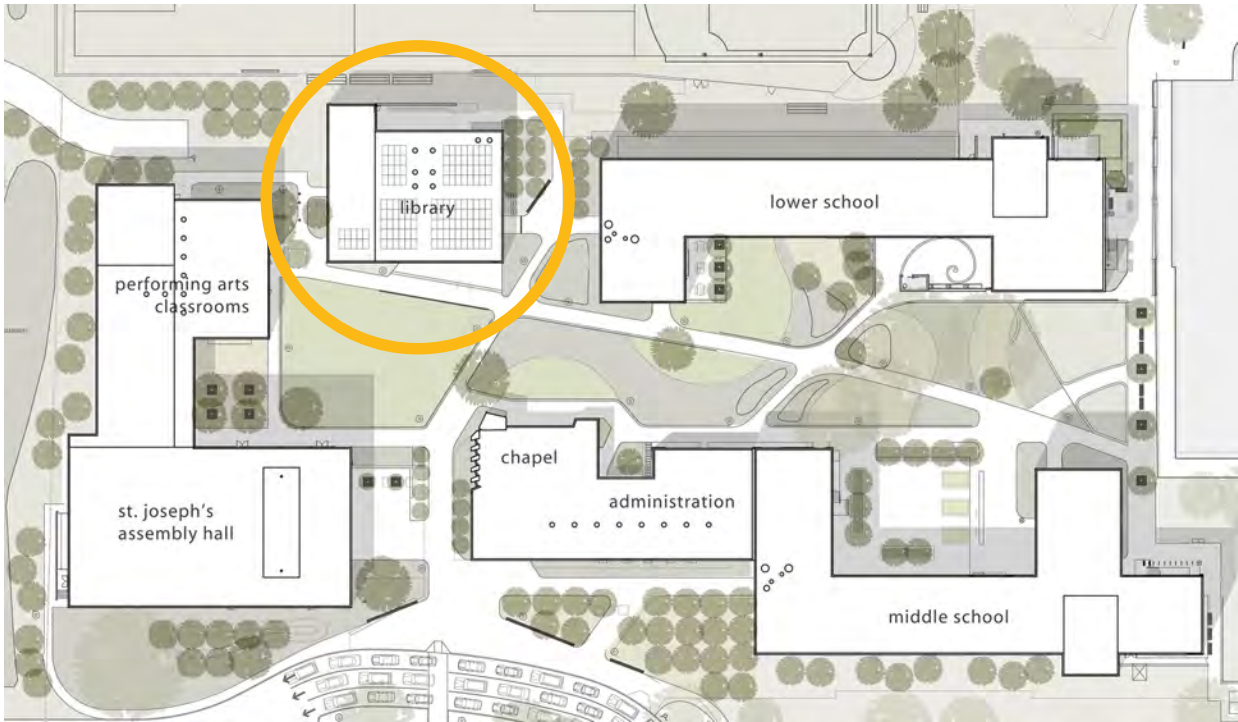 library
lower school
performing arts
classrooms
chapel
administration
st. joseph's
assembly hall
middle school